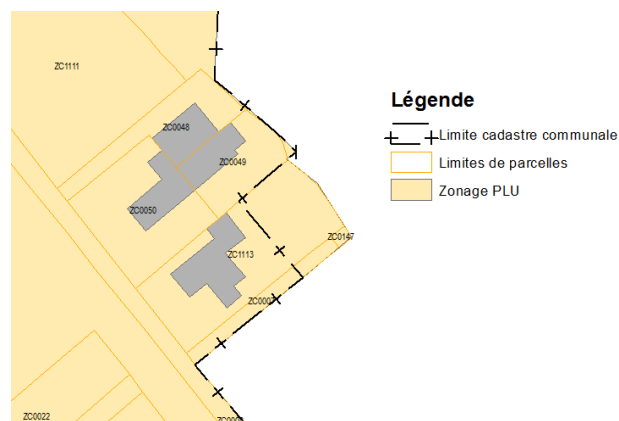 ZC1111
Légende
ZC0048
Limite cadastre communale
ZC0049
Limites de parcelles
Zonage PLU
ZC0050
ZC0147
ZC1113
ZC0022